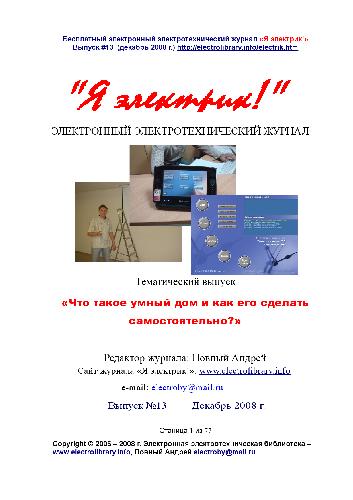 Бесплатный электронный электротехнический журнал «Я электрик!»
Выпуск #13 (декабрь 2008 г.) http://electrolibrary.info/electrik.htm
"Я электрик!"
ЭЛЕКТРОННЫЙ ЭЛЕКТРОТЕХНИЧЕСКИЙ ЖУРНАЛ
Тематический выпуск
«Что такое умный дом и как его сделать
самостоятельно?»
Редактор журнала: Повный Андрей
Сайт журнала «Я электрик!»: www.electrolibrary.info
e-mail: electroby@mail.ru
Выпуск №13 Декабрь 2008 г.
Станица 1 из 77
Copyright © 2006 – 2008 г. Электронная электротехническая библиотека –
www.electrolibrary.info, Повный Андрей electroby@mail.ru